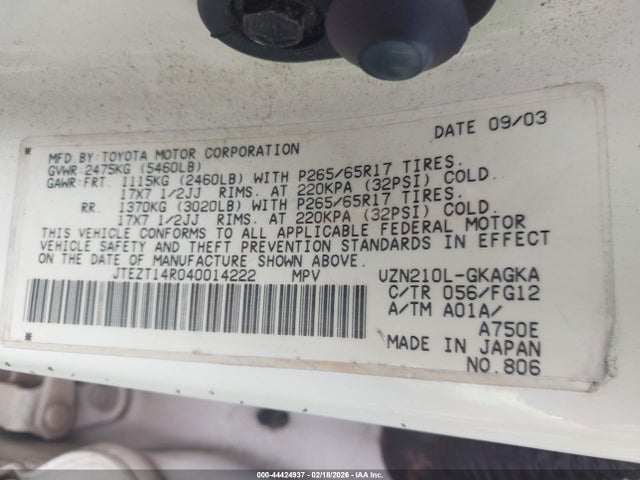 DATE 09/03
MFD BY:TOYOTA MOTOR CORPORATION
GVWR:2475KG (5460LB)
GAWR:FRT. 1115KG (2460LB) WITH P265/65R17 TIRES.
17X7 1/2JJ RIMS. AT 220KPA (32PSI) COLD.
RR. 1370KG (3020LB) WITH P265/65R17 TIRES.
17X7 1/2JJ RIMS. AT 220KPA (32PSI) COLD.
THIS VEHICLE CONFORMS TO ALL APPLICABLE FEDERAL MOTOR
VEHICLE SAFETY AND THEFT PREVENTION STANDARDS IN EFFECT
ON THE DATE OF MANUFACTURE SHOWN ABOVE.
JTEZT14R040014222 MPV UZN210L-GKAGKA
C/TR 056/FG12
A/TM A01A/
A750E
MADE IN JAPAN
NO.806
000-44424937 - 02/18/2026 - IAA Inc.